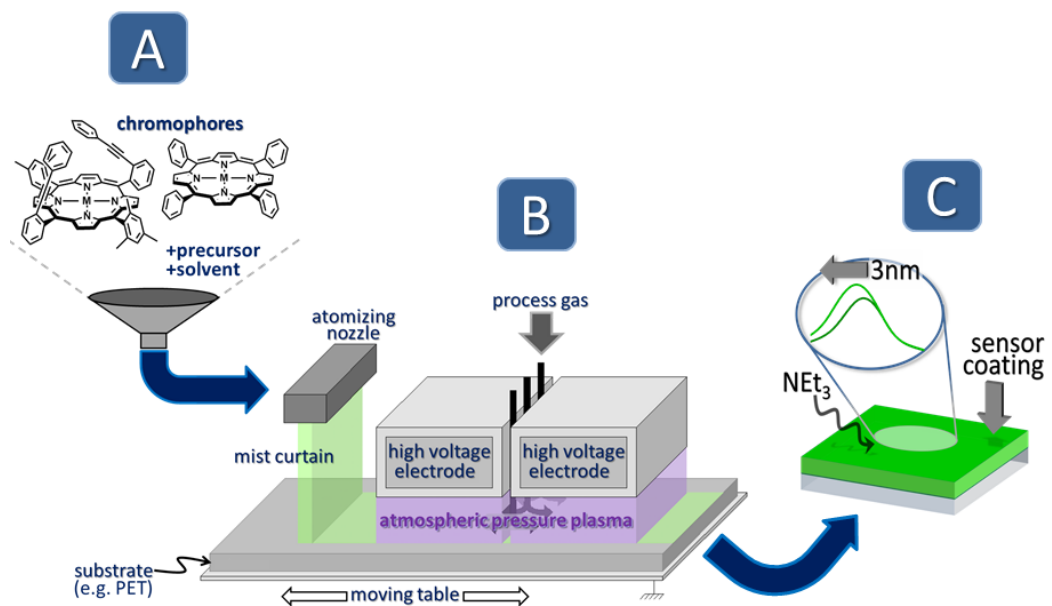 A
chromophores
M
N
N
N
N
M
N
N
N
N
+precursor
+solvent
B
process gas
atomizing
nozzle
mist curtain
high voltage
electrode
high voltage
electrode
atmospheric pressure plasma
substrate
(e.g. PET)
moving table
C
3nm
sensor
coating
NEt₃